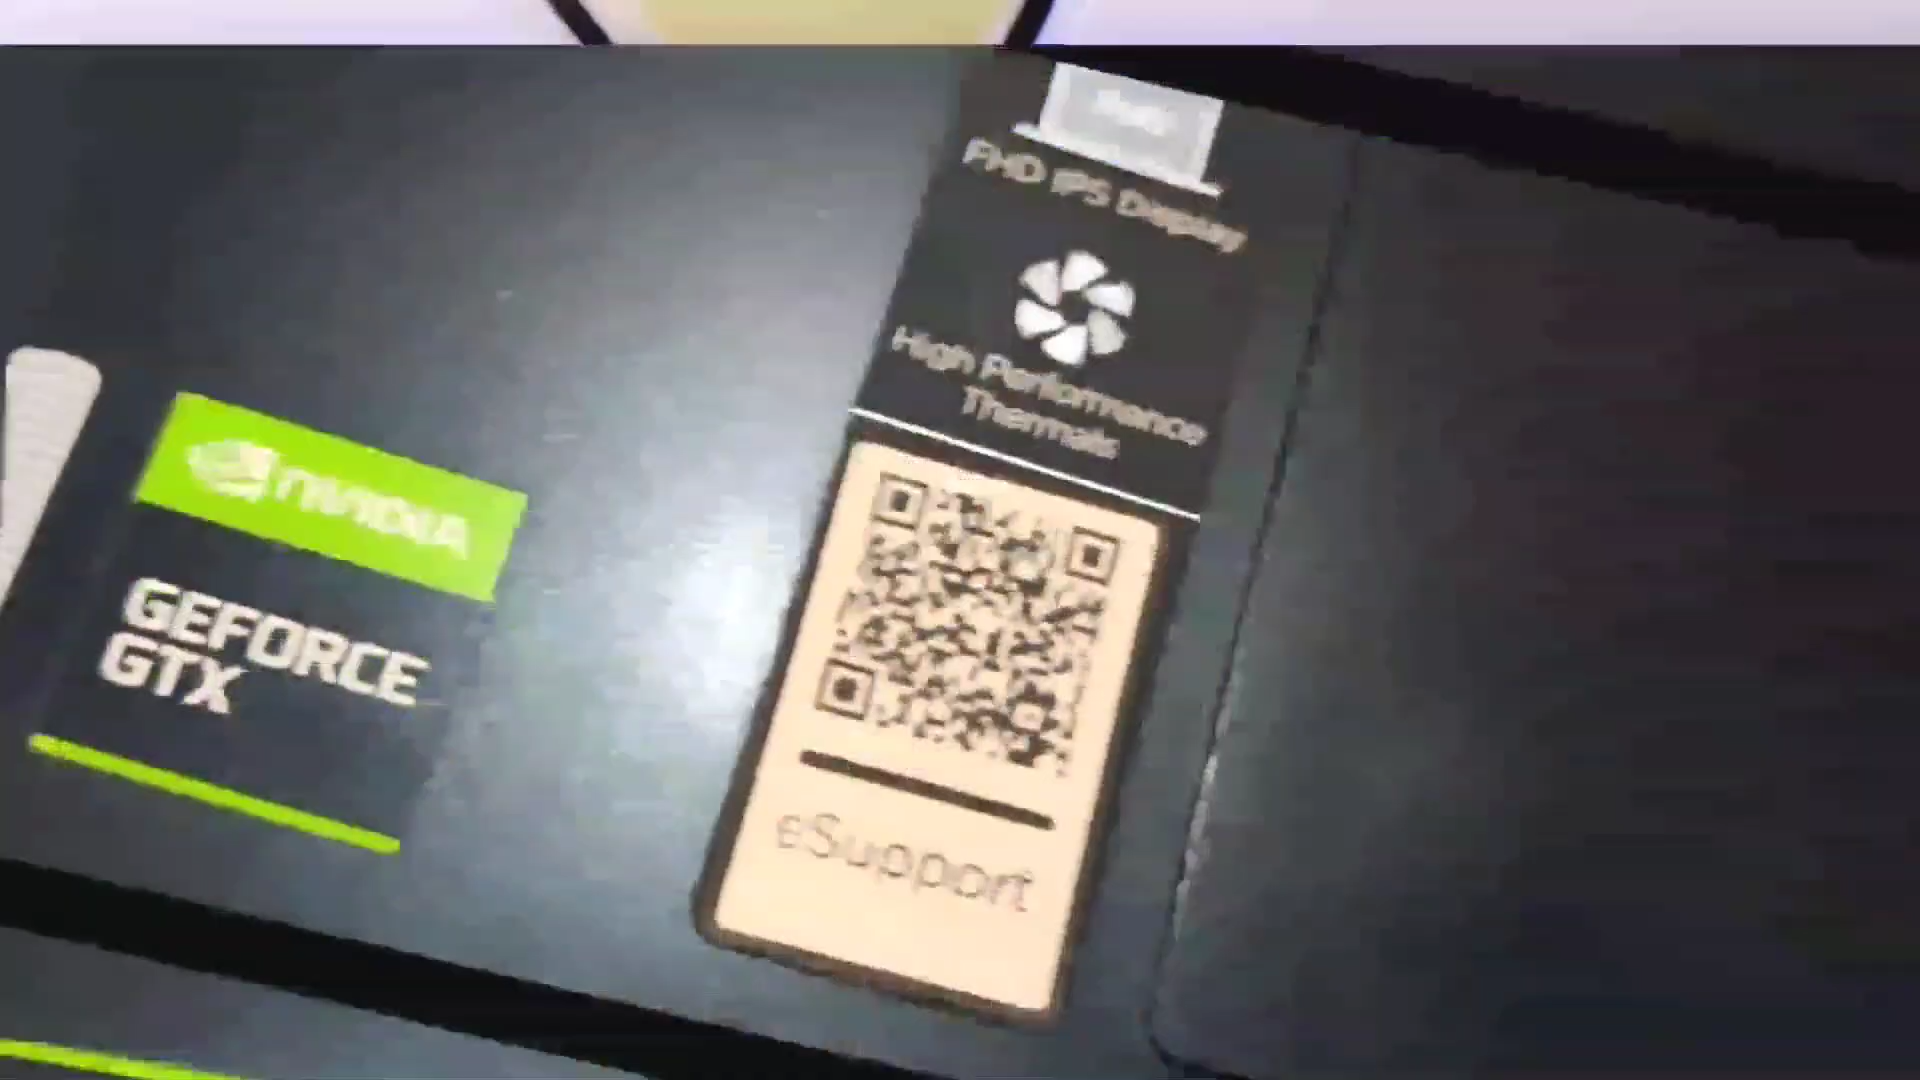 FHD IPS Display
High Performance
Thermals
NVIDIA
GEFORCE
GTX
eSupport